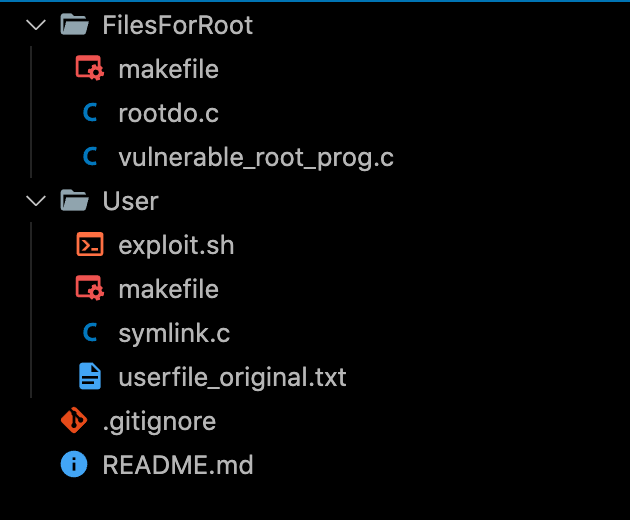 FilesForRoot
makefile
rootdo.c
vulnerable_root_prog.c
User
exploit.sh
makefile
symlink.c
userfile_original.txt
.gitignore
README.md